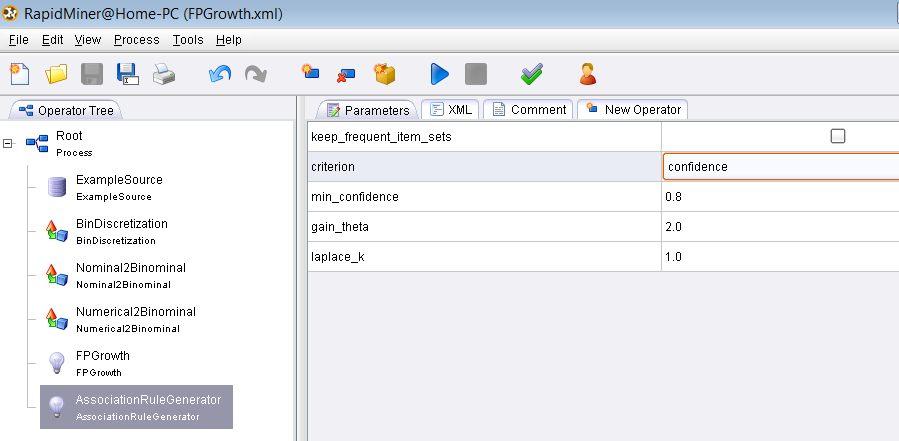 RapidMiner@Home-PC (FPGrowth.xml)
File Edit View Process Tools Help
Operator Tree
Root
Process
ExampleSource
ExampleSource
BinDiscretization
BinDiscretization
Nominal2Binominal
Nominal2Binominal
Numerical2Binominal
Numerical2Binominal
FPGrowth
FPGrowth
AssociationRuleGenerator
AssociationRuleGenerator
Parameters XML Comment New Operator
keep_frequent_item_sets
criterion confidence
min_confidence 0.8
gain_theta 2.0
laplace_k 1.0